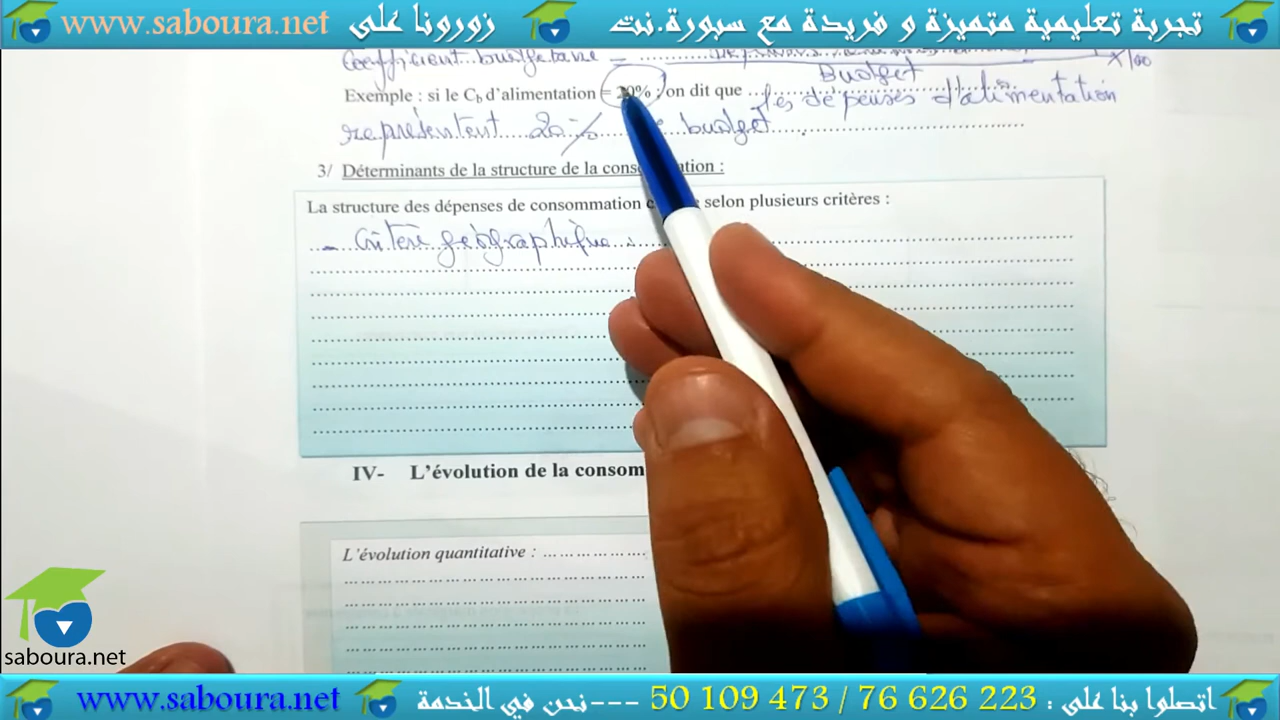 www.saboura.net زورونا على تجربة تعليمية متميزة و فريدة مع سبورة.نت
Coefficient budgétaire = x 100
Budget
Exemple : si le Cb d'alimentation = 20% ; on dit que les dépenses d'alimentation
représentent 20% budget
3/ Déterminants de la structure de la consommation :
La structure des dépenses de consommation selon plusieurs critères :
- Critère géographique :
IV- L'évolution de la consom
L'évolution quantitative :
saboura.net
www.saboura.net اتصلوا بنا على : 50 109 473 / 76 626 223 ---نحن في الخدمة